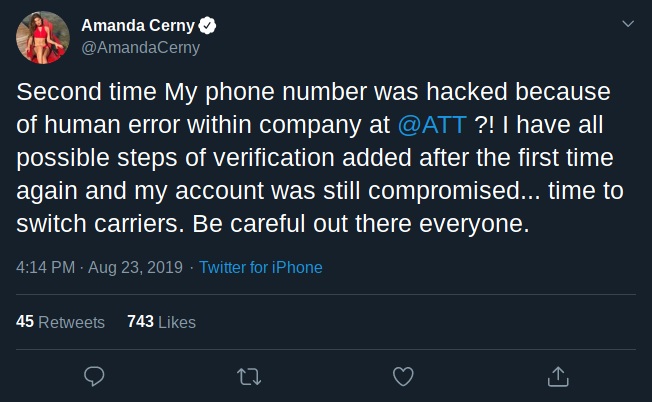 Amanda Cerny
@AmandaCerny
Second time My phone number was hacked because
of human error within company at @ATT ?! I have all
possible steps of verification added after the first time
again and my account was still compromised... time to
switch carriers. Be careful out there everyone.
4:14 PM · Aug 23, 2019 · Twitter for iPhone
45 Retweets 743 Likes